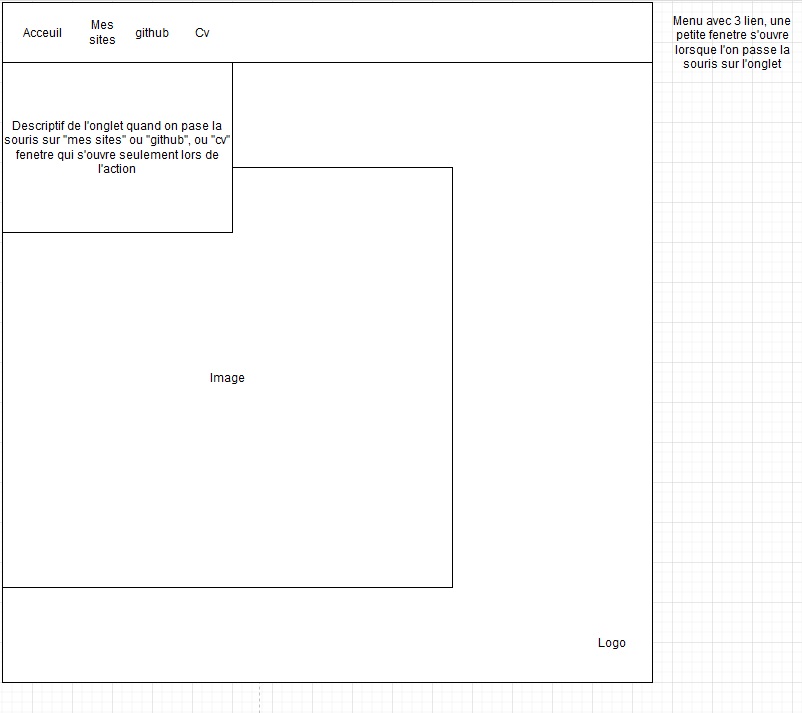 Acceuil
Mes
sites
github
Cv
Menu avec 3 lien, une
petite fenetre s'ouvre
lorsque l'on passe la
souris sur l'onglet
Descriptif de l'onglet quand on pase la
souris sur "mes sites" ou "github", ou "cv"
fenetre qui s'ouvre seulement lors de
l'action
Image
Logo